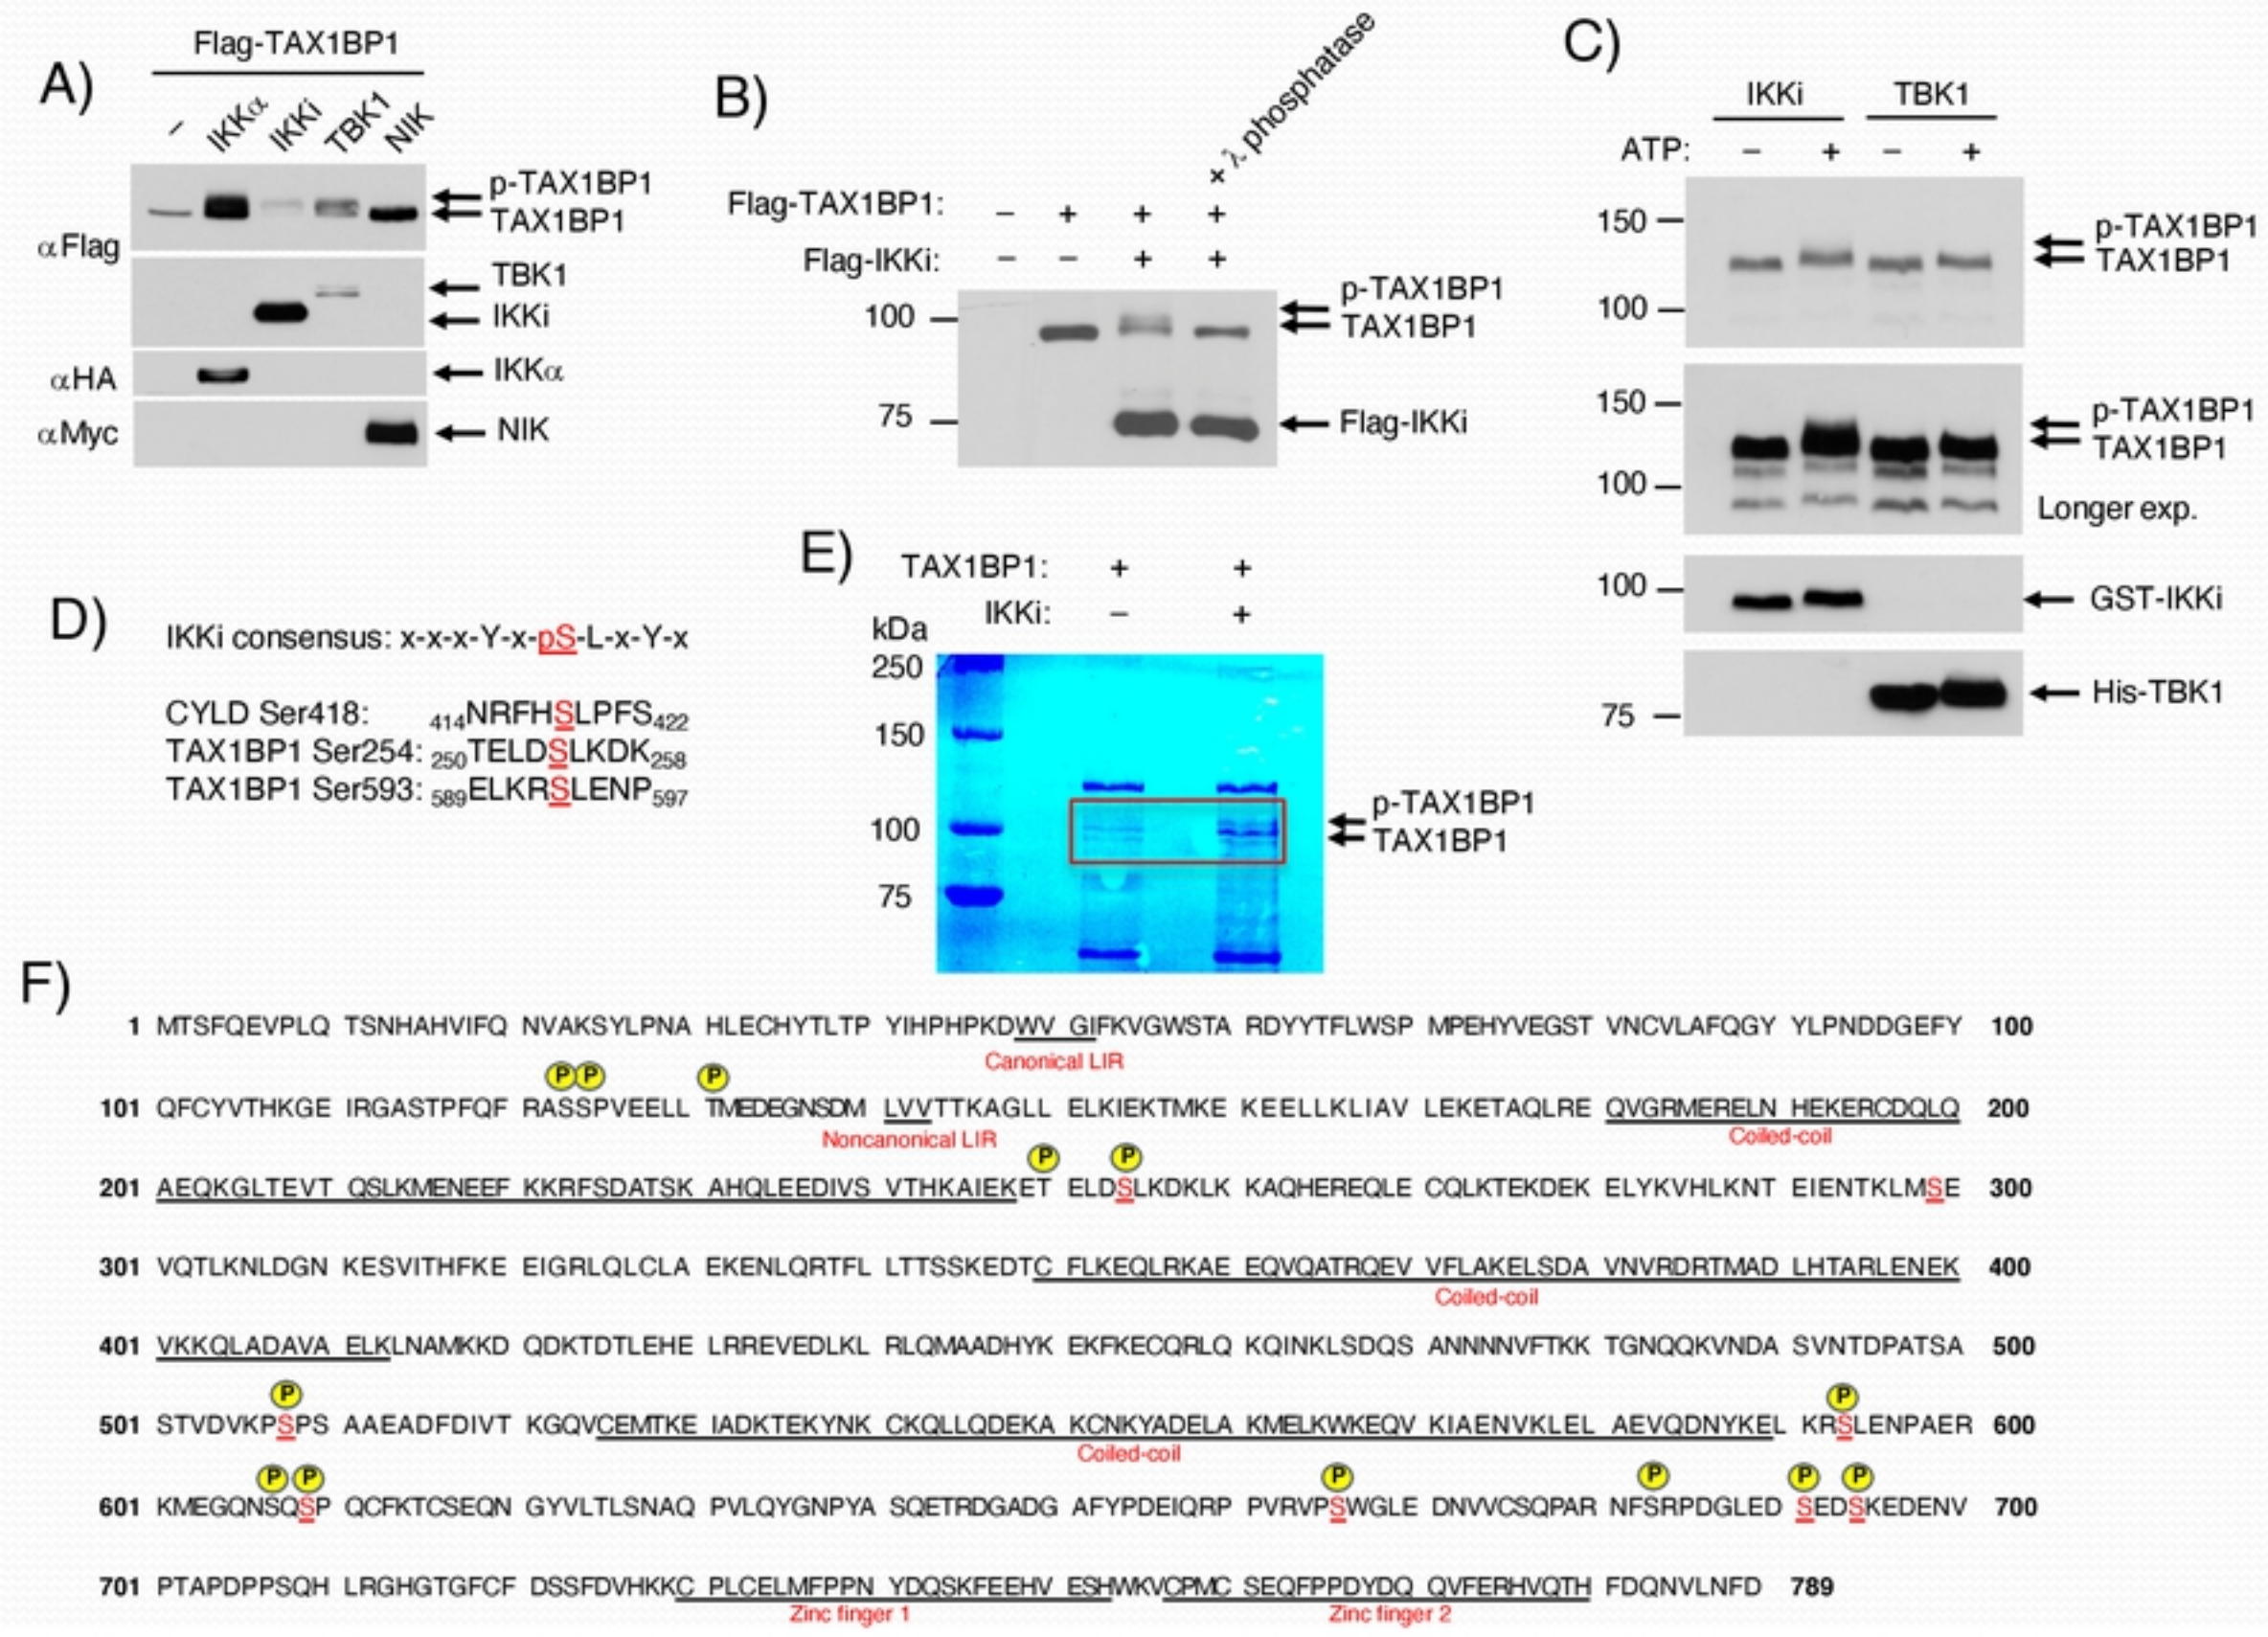 A)
Flag-TAX1BP1
– IKKα IKKi TBK1 NIK
p-TAX1BP1
TAX1BP1
αFlag
TBK1
IKKi
αHA
IKKα
αMyc
NIK
B)
+ λ phosphatase
Flag-TAX1BP1: – + + +
Flag-IKKi: – – + +
p-TAX1BP1
100
TAX1BP1
75
Flag-IKKi
C)
IKKi TBK1
ATP: – + – +
150
p-TAX1BP1
TAX1BP1
100
150
p-TAX1BP1
TAX1BP1
100
Longer exp.
100
GST-IKKi
His-TBK1
75
D)
IKKi consensus: x-x-x-Y-x-pS-L-x-Y-x
CYLD Ser418: 414NRFHSLPFS422
TAX1BP1 Ser254: 250TELDSLKDK258
TAX1BP1 Ser593: 589ELKRSLENP597
E)
TAX1BP1: + +
IKKi: – +
kDa
250
150
p-TAX1BP1
100
TAX1BP1
75
F)
1 MTSFQEVPLQ TSNHAHVIFQ NVAKSYLPNA HLECHYTLTP YIHPHPKDWV GIFKVGWSTA RDYYTFLWSP MPEHYVEGST VNCVLAFQGY YLPNDDGEFY 100
Canonical LIR
P P P
101 QFCYVTHKGE IRGASTPFQF RASSPVEELL TMEDEGNSDM LVVTTKAGLL ELKIEKTMKE KEELLKLIAV LEKETAQLRE QVGRMERELN HEKERCDQLQ 200
Noncanonical LIR Coiled-coil
P P
201 AEQKGLTEVT QSLKMENEEF KKRFSDATSK AHQLEEDIVS VTHKAIEKET ELDSLKDKLK KAQHEREQLE CQLKTEKDEK ELYKVHLKNT EIENTKLMSE 300
301 VQTLKNLDGN KESVITHFKE EIGRLQLCLA EKENLQRTFL LTTSSKEDTC FLKEQLRKAE EQVQATRQEV VFLAKELSDA VNVRDRTMAD LHTARLENEK 400
Coiled-coil
401 VKKQLADAVA ELKLNAMKKD QDKTDTLEHE LRREVEDLKL RLQMAADHYK EKFKECQRLQ KQINKLSDQS ANNNNVFTKK TGNQQKVNDA SVNTDPATSA 500
P P
501 STVDVKPSPS AAEADFDIVT KGQVCEMTKE IADKTEKYNK CKQLLQDEKA KCNKYADELA KMELKWKEQV KIAENVKLEL AEVQDNYKEL KRSLENPAER 600
Coiled-coil
P P P P P P
601 KMEGQNSQSP QCFKTCSEQN GYVLTLSNAQ PVLQYGNPYA SQETRDGADG AFYPDEIQRP PVRVPSWGLE DNVVCSQPAR NFSRPDGLED SEDSKEDENV 700
701 PTAPDPPSQH LRGHGTGFCF DSSFDVHKKC PLCELMFPPN YDQSKFEEHV ESHWKVCPMC SEQFPPDYDQ QVFERHVQTH FDQNVLNFD 789
Zinc finger 1 Zinc finger 2